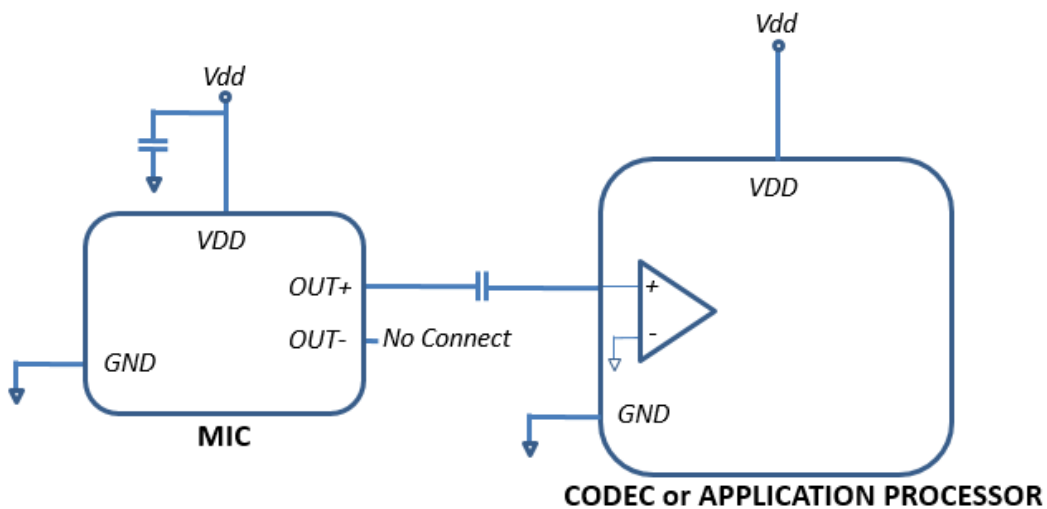 Vdd
VDD
OUT+
OUT-
No Connect
GND
MIC
Vdd
VDD
+
-
GND
CODEC or APPLICATION PROCESSOR